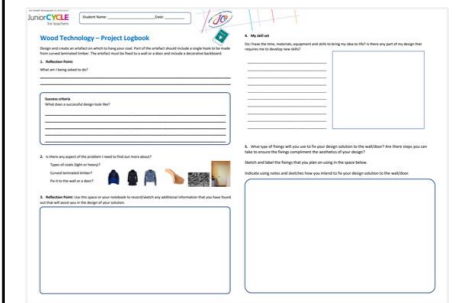 JuniorCYCLE
for teachers
Student Name: Date:
Wood Technology – Project Logbook
Design and create an artefact on which to hang your coat. Part of the artefact should include a single hook to be made
from curved laminated timber. The artefact must be fixed to a wall or a door and include a decorative backboard.
1. Reflection Point:
What am I being asked to do?
Success criteria
What does a successful design look like?
2. Is there any aspect of the problem I need to find out more about?
Types of coats (light or heavy)?
Curved laminated timber?
Fix it to the wall or a door?
3. Reflection Point: Use this space or your notebook to record/sketch any additional information that you have found
out that will assist you in the design of your solution.
4. My skill set
Do I have the time, materials, equipment and skills to bring my idea to life? Is there any part of my design that
requires me to develop new skills?
5. What type of fixings will you use to fix your design solution to the wall/door? Are there steps you can
take to ensure the fixings compliment the aesthetics of your design?
Sketch and label the fixings that you plan on using in the space below.
Indicate using notes and sketches how you intend to fix your design solution to the wall/door.